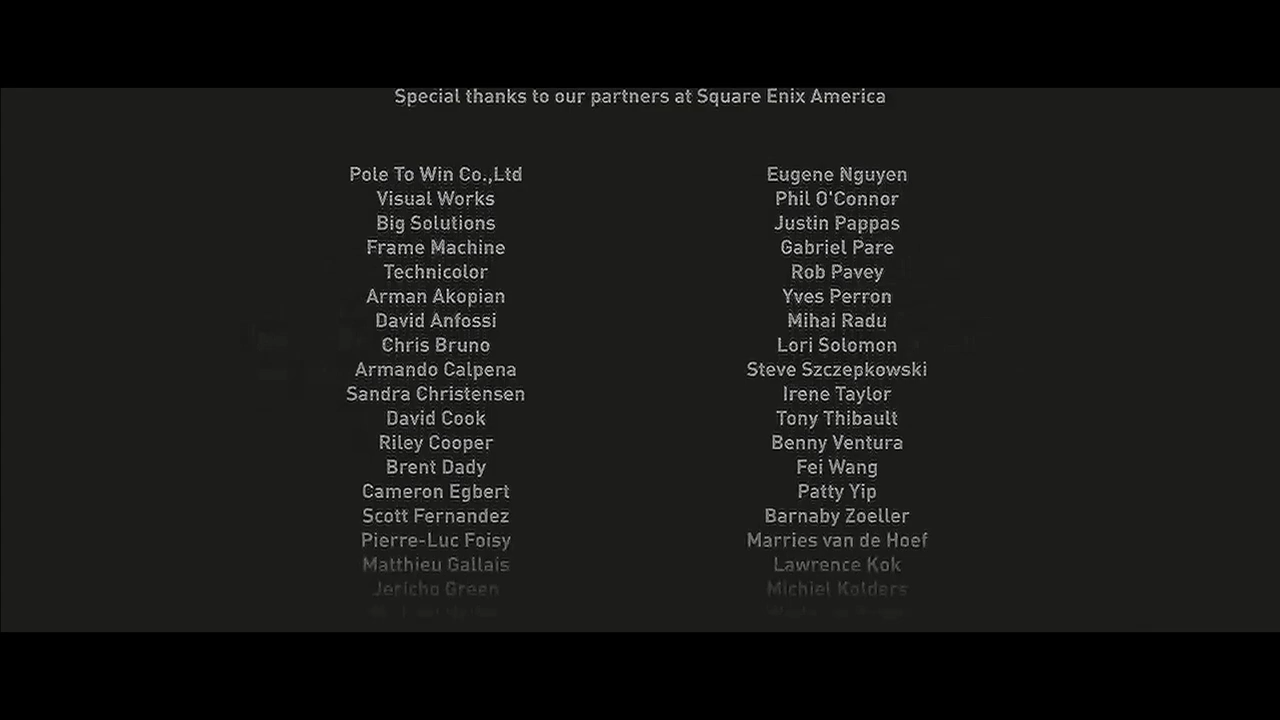 Special thanks to our partners at Square Enix America
Pole To Win Co.,Ltd
Visual Works
Big Solutions
Frame Machine
Technicolor
Arman Akopian
David Anfossi
Chris Bruno
Armando Calpena
Sandra Christensen
David Cook
Riley Cooper
Brent Dady
Cameron Egbert
Scott Fernandez
Pierre-Luc Foisy
Matthieu Gallais
Jericho Green
Eugene Nguyen
Phil O'Connor
Justin Pappas
Gabriel Pare
Rob Pavey
Yves Perron
Mihai Radu
Lori Solomon
Steve Szczepkowski
Irene Taylor
Tony Thibault
Benny Ventura
Fei Wang
Patty Yip
Barnaby Zoeller
Marries van de Hoef
Lawrence Kok
Michiel Kolders